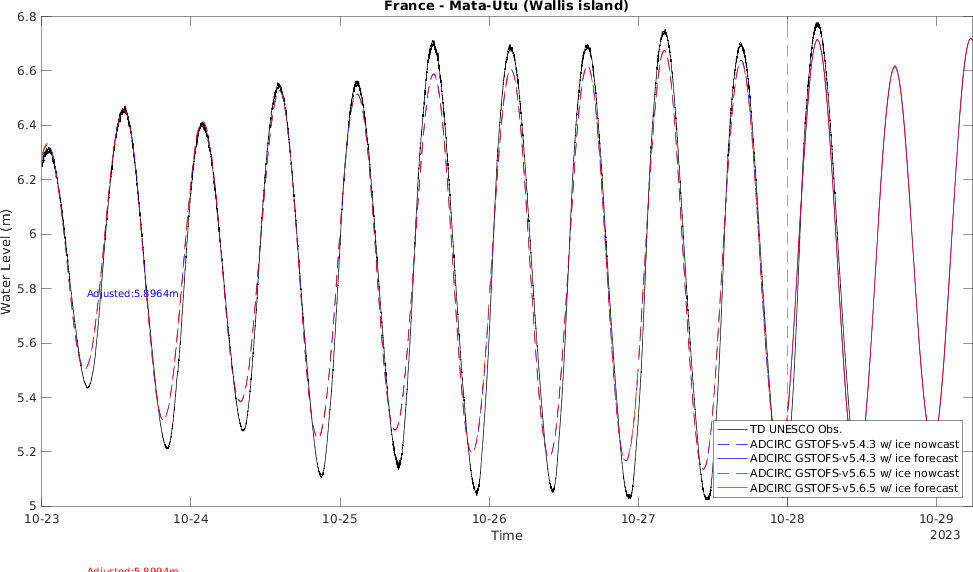 France - Mata-Utu (Wallis island)
6.8
6.6
6.4
6.2
6
5.8
5.6
5.4
5.2
5
Water Level (m)
Adjusted:5.8964m
TD UNESCO Obs.
ADCIRC GSTOFS-v5.4.3 w/ ice nowcast
ADCIRC GSTOFS-v5.4.3 w/ ice forecast
ADCIRC GSTOFS-v5.6.5 w/ ice nowcast
ADCIRC GSTOFS-v5.6.5 w/ ice forecast
10-23
10-24
10-25
10-26
10-27
10-28
10-29
Time
2023
Adjusted:5.8994m